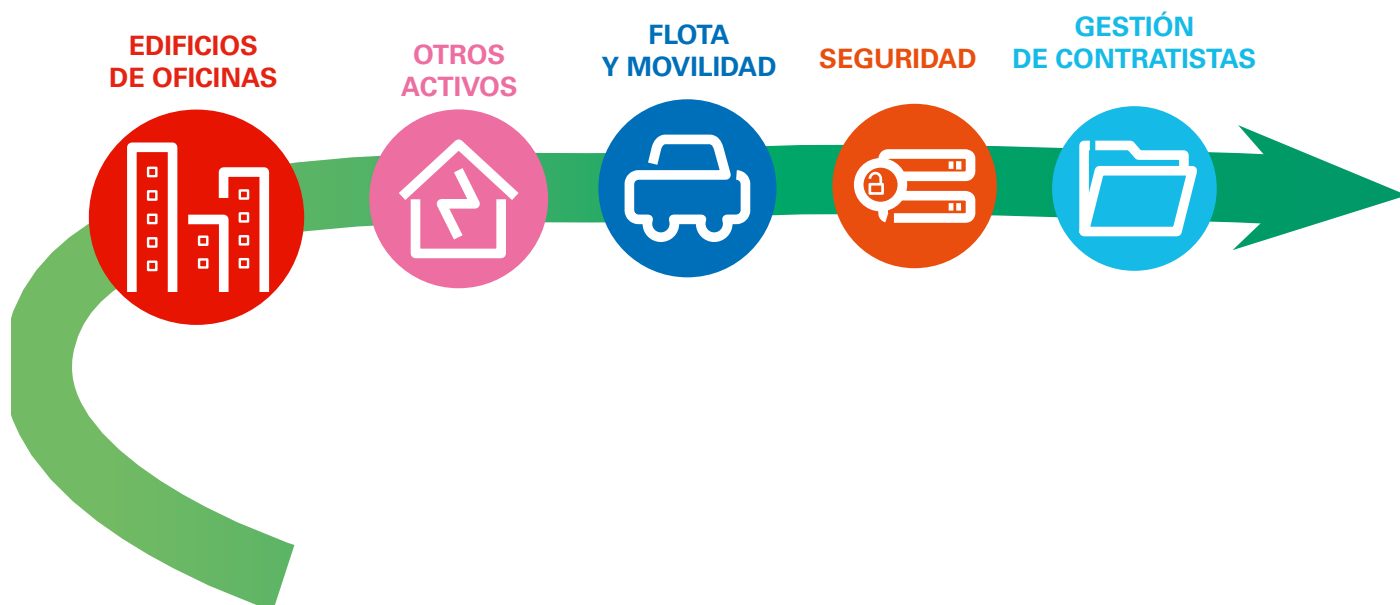 EDIFICIOS
DE OFICINAS
OTROS
ACTIVOS
FLOTA
Y MOVILIDAD
SEGURIDAD
GESTIÓN
DE CONTRATISTAS